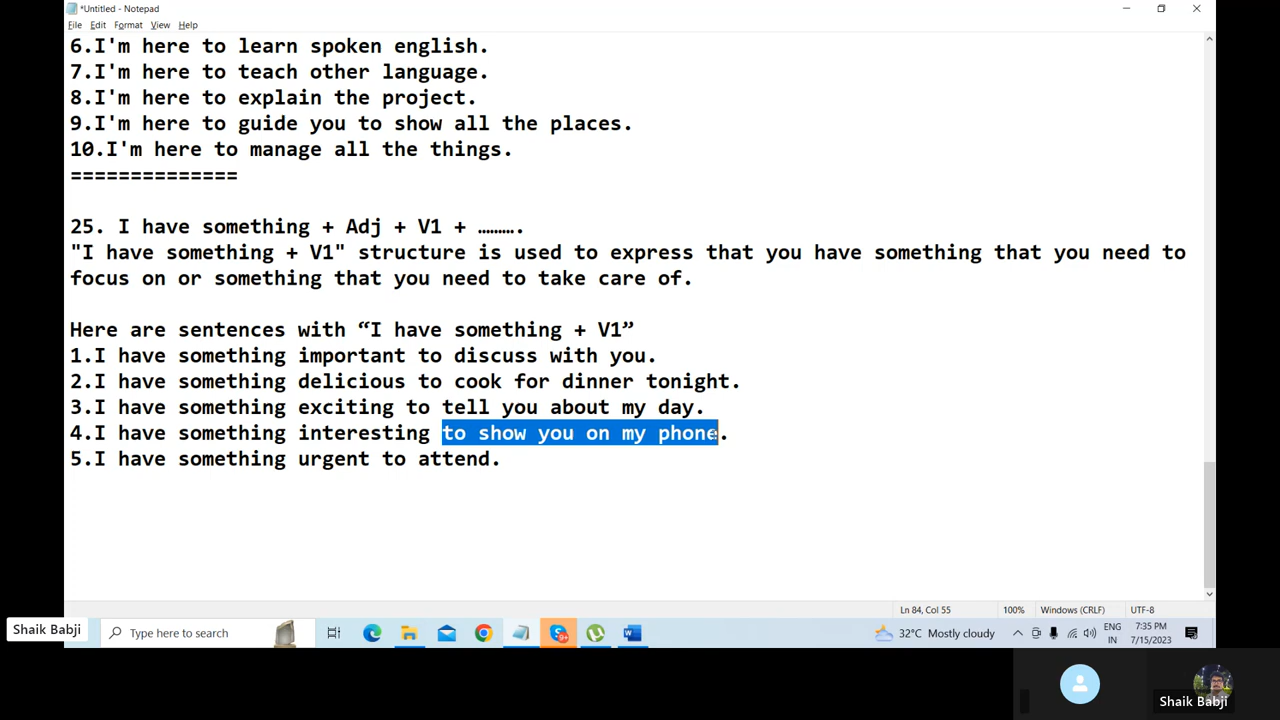 *Untitled - Notepad
File Edit Format View Help
6.I'm here to learn spoken english.
7.I'm here to teach other language.
8.I'm here to explain the project.
9.I'm here to guide you to show all the places.
10.I'm here to manage all the things.
==============
25. I have something + Adj + V1 + ……….
"I have something + V1" structure is used to express that you have something that you need to
focus on or something that you need to take care of.
Here are sentences with “I have something + V1”
1.I have something important to discuss with you.
2.I have something delicious to cook for dinner tonight.
3.I have something exciting to tell you about my day.
4.I have something interesting to show you on my phone.
5.I have something urgent to attend.
Ln 84, Col 55 100% Windows (CRLF) UTF-8
Shaik Babji
Type here to search
32°C Mostly cloudy
ENG
IN
7:35 PM
7/15/2023
Shaik Babji